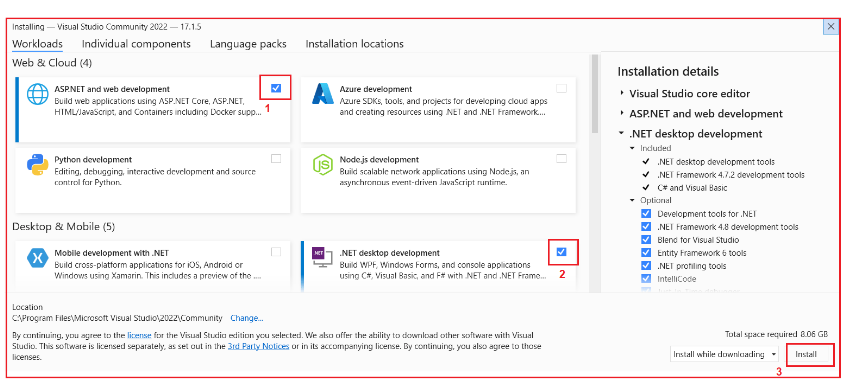 Installing — Visual Studio Community 2022 — 17.1.5
Workloads Individual components Language packs Installation locations
Web & Cloud (4)
ASP.NET and web development
Build web applications using ASP.NET Core, ASP.NET,
HTML/JavaScript, and Containers including Docker supp...
1
Azure development
Azure SDKs, tools, and projects for developing cloud apps
and creating resources using .NET and .NET Framework....
Python development
Editing, debugging, interactive development and source
control for Python.
Node.js development
Build scalable network applications using Node.js, an
asynchronous event-driven JavaScript runtime.
Desktop & Mobile (5)
Mobile development with .NET
Build cross-platform applications for iOS, Android or
Windows using Xamarin. This includes a preview of the ....
NET
.NET desktop development
Build WPF, Windows Forms, and console applications
using C#, Visual Basic, and F# with .NET and .NET Frame...
2
Installation details
Visual Studio core editor
ASP.NET and web development
.NET desktop development
Included
.NET desktop development tools
.NET Framework 4.7.2 development tools
C# and Visual Basic
Optional
Development tools for .NET
.NET Framework 4.8 development tools
Blend for Visual Studio
Entity Framework 6 tools
.NET profiling tools
IntelliCode
Location
C:\Program Files\Microsoft Visual Studio\2022\Community Change...
By continuing, you agree to the license for the Visual Studio edition you selected. We also offer the ability to download other software with Visual
Studio. This software is licensed separately, as set out in the 3rd Party Notices or in its accompanying license. By continuing, you also agree to those
licenses.
Total space required 8.06 GB
Install while downloading
Install
3